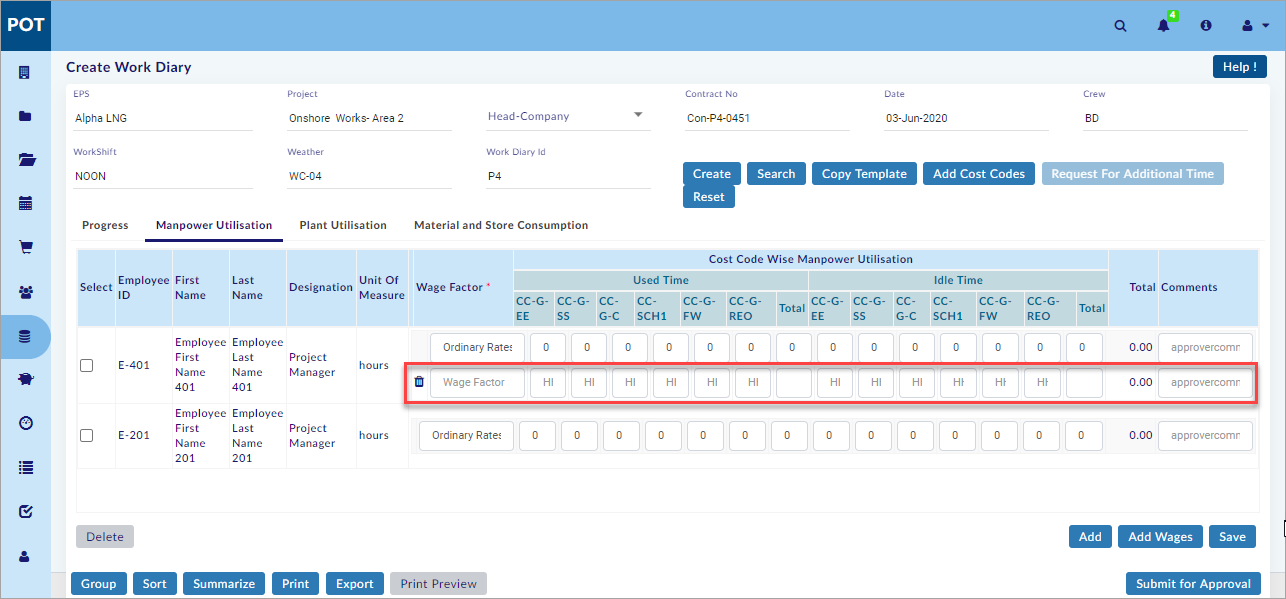 POT
4
Create Work Diary
Help !
EPS Project Contract No Date Crew
Alpha LNG Onshore Works- Area 2 Head-Company Con-P4-0451 03-Jun-2020 BD
WorkShift Weather Work Diary Id
NOON WC-04 P4
Create Search Copy Template Add Cost Codes Request For Additional Time
Reset
Progress Manpower Utilisation Plant Utilisation Material and Store Consumption
Cost Code Wise Manpower Utilisation
Used Time Idle Time
Select Employee ID First Name Last Name Designation Unit Of Measure Wage Factor * CC-G-EE CC-G-SS CC-G-C CC-SCH1 CC-G-FW CC-G-REO Total CC-G-EE CC-G-SS CC-G-C CC-SCH1 CC-G-FW CC-G-REO Total Total Comments
E-401 Employee First Name 401 Employee Last Name 401 Project Manager hours Ordinary Rates 0 0 0 0 0 0 0 0 0 0 0 0 0 0 0.00 approvercomm
Wage Factor HI HI HI HI HI HI HI HI HI HI HI HI 0.00 approvercomm
E-201 Employee First Name 201 Employee Last Name 201 Project Manager hours Ordinary Rates 0 0 0 0 0 0 0 0 0 0 0 0 0 0 0.00 approvercomm
Delete Add Add Wages Save
Group Sort Summarize Print Export Print Preview Submit for Approval